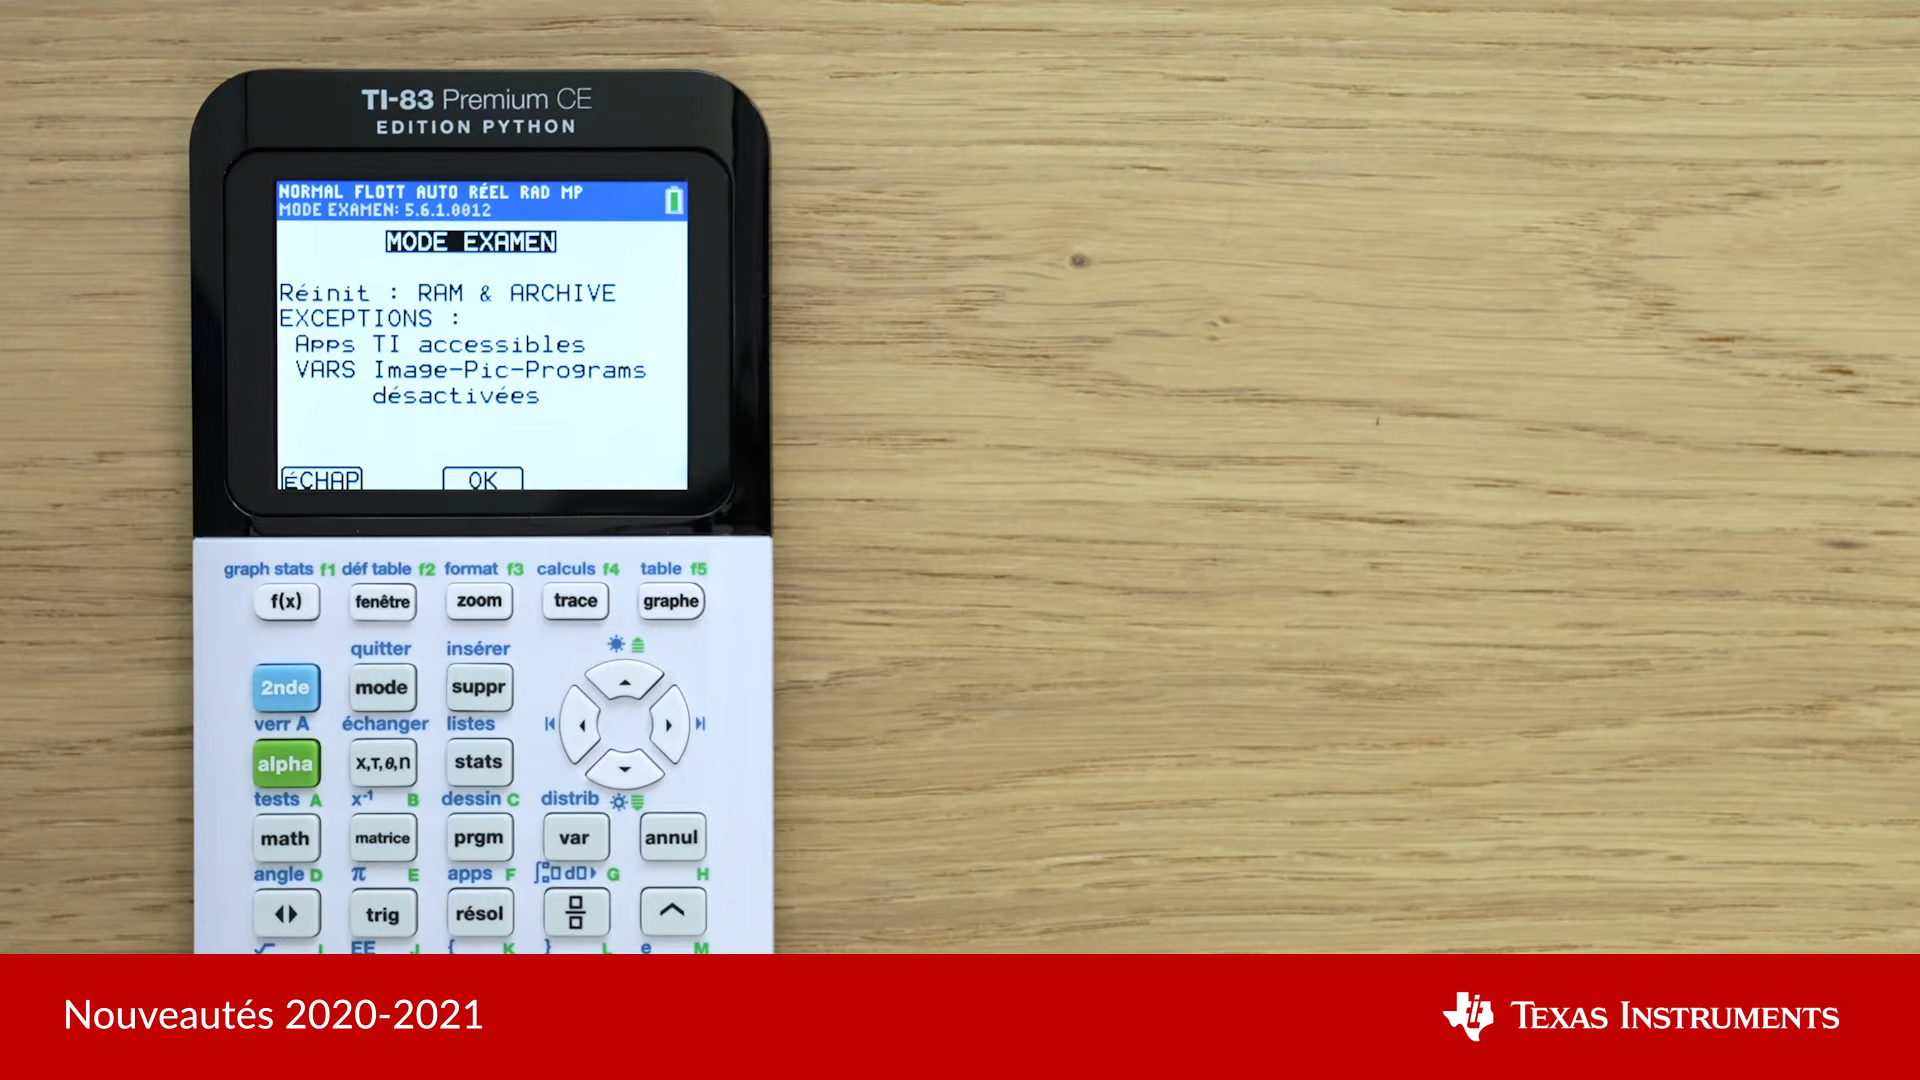 TI-83 Premium CE
EDITION PYTHON
NORMAL FLOTT AUTO RÉEL RAD MP
MODE EXAMEN: 5.6.1.0012
MODE EXAMEN
Réinit : RAM & ARCHIVE
EXCEPTIONS :
Apps TI accessibles
VARS Image-Pic-Programs
désactivées
ÉCHAP OK
graph stats f1 déf table f2 format f3 calculs f4 table f5
f(x) fenêtre zoom trace graphe
quitter insérer
2nde mode suppr
verr A échanger listes
alpha X,T,θ,n stats
tests A x⁻¹ B dessin C distrib
math matrice prgm var annul
angle D π E apps F G H
trig résol
√ I EE J { K } L e M
Nouveautés 2020-2021
TEXAS INSTRUMENTS